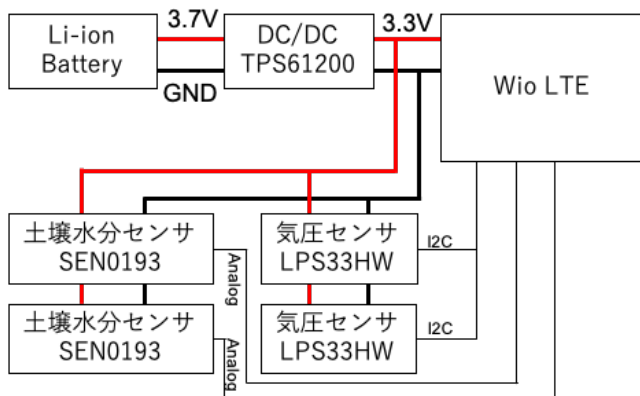 Li-ion
Battery
3.7V
GND
DC/DC
TPS61200
3.3V
Wio LTE
土壌水分センサ
SEN0193
Analog
気圧センサ
LPS33HW
I2C
土壌水分センサ
SEN0193
Analog
気圧センサ
LPS33HW
I2C